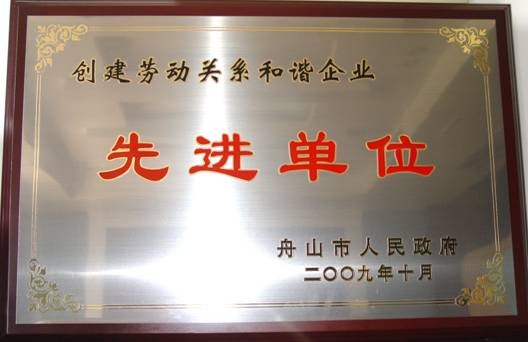 创建劳动关系和谐企业
先进单位
舟山市人民政府
二〇〇九年十月